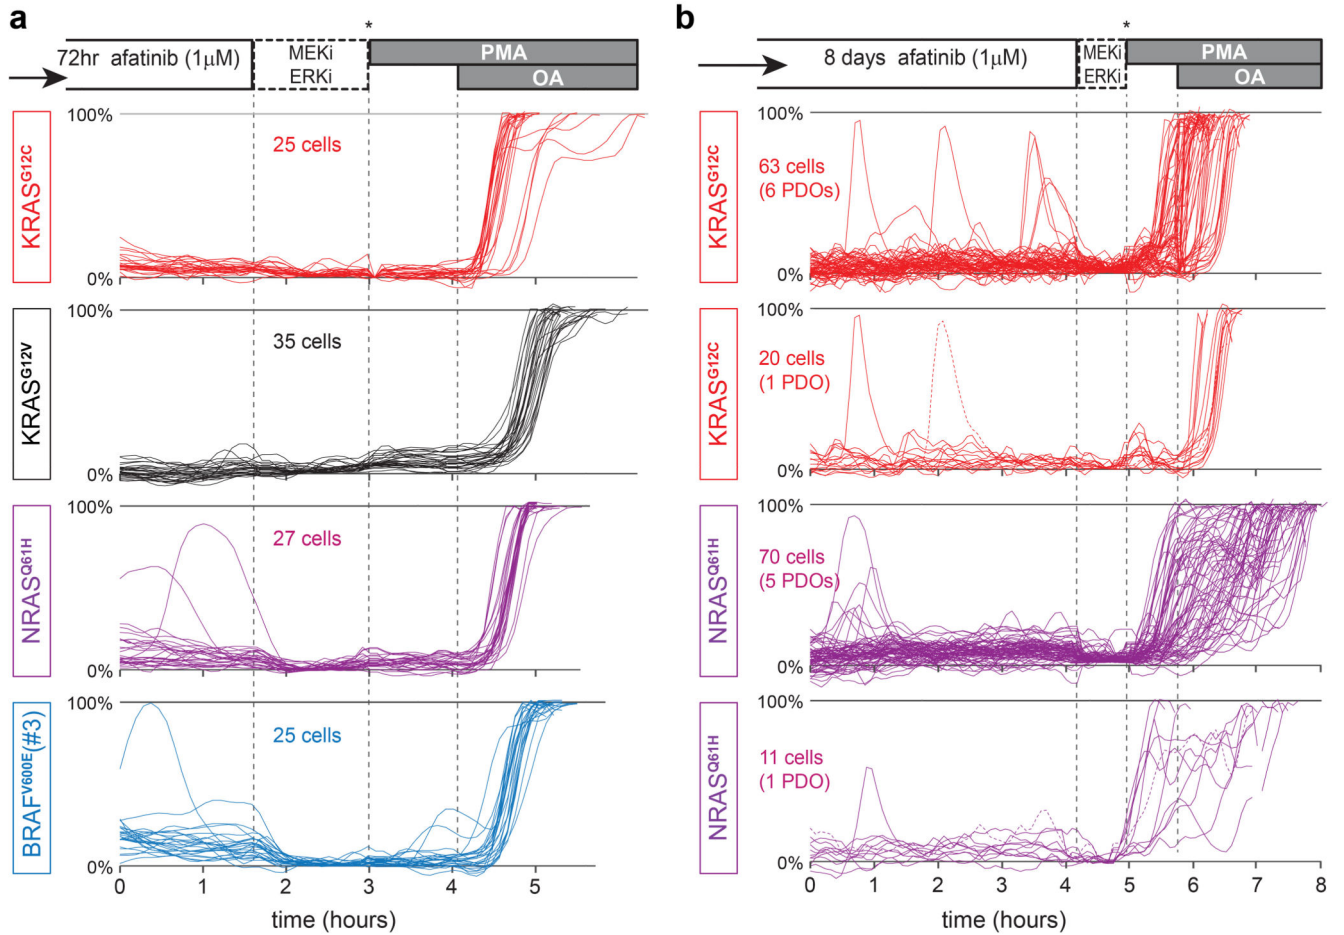 a
*
72hr afatinib (1μM)
MEKi
ERKi
PMA
OA
KRASG12C
100%
0%
25 cells
KRASG12V
100%
0%
35 cells
NRASQ61H
100%
0%
27 cells
BRAFV600E(#3)
100%
0%
25 cells
0 1 2 3 4 5
time (hours)
b
*
8 days afatinib (1μM)
MEKi
ERKi
PMA
OA
KRASG12C
100%
0%
63 cells
(6 PDOs)
KRASG12C
100%
0%
20 cells
(1 PDO)
NRASQ61H
100%
0%
70 cells
(5 PDOs)
NRASQ61H
100%
0%
11 cells
(1 PDO)
0 1 2 3 4 5 6 7 8
time (hours)